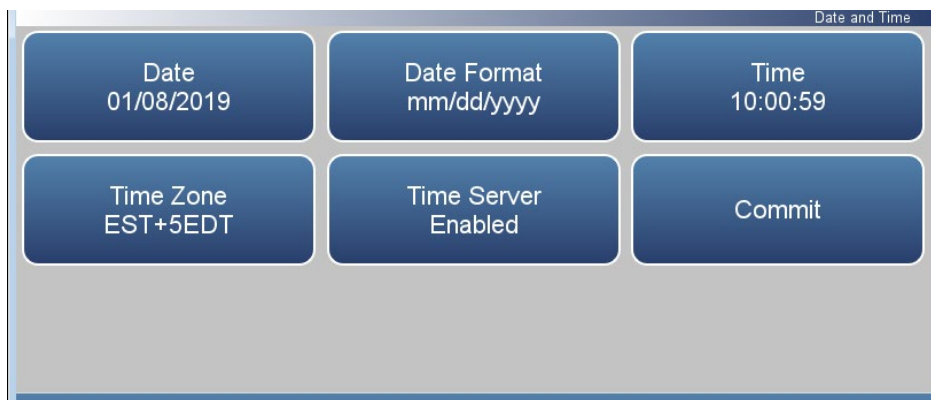 Date and Time
Date
01/08/2019
Date Format
mm/dd/yyyy
Time
10:00:59
Time Zone
EST+5EDT
Time Server
Enabled
Commit